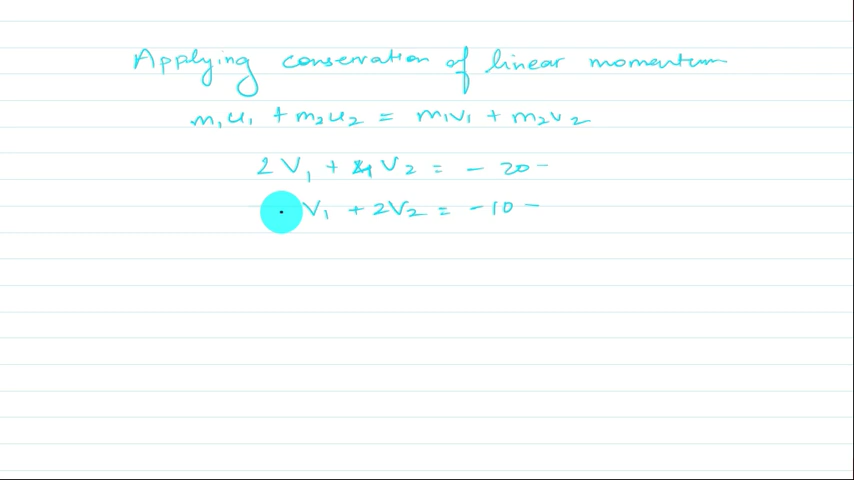 Applying conservation of linear momentum
m₁u₁ + m₂u₂ = m₁v₁ + m₂v₂
2V₁ + 4V₂ = - 20 -
V₁ + 2V₂ = -10 -